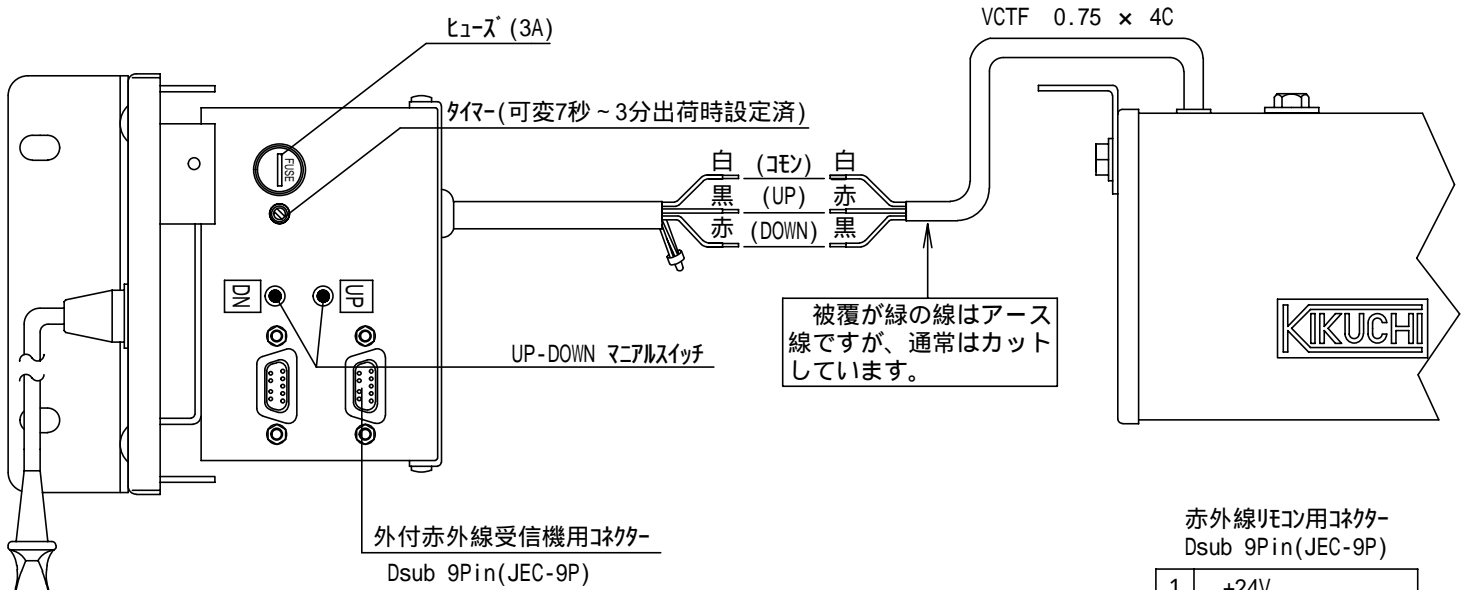 ﾋｭｰｽﾞ(3A)
VCTF 0.75 × 4C
ﾀｲﾏｰ(可変7秒～3分出荷時設定済)
FUSE
白 (ｺﾓﾝ) 白
黒 (UP) 赤
赤 (DOWN) 黒
DN
UP
被覆が緑の線はアース
線ですが、通常はカット
しています。
KIKUCHI
UP-DOWN ﾏﾆｱﾙｽｲｯﾁ
外付赤外線受信機用ｺﾈｸﾀｰ
Dsub 9Pin(JEC-9P)
赤外線ﾘﾓｺﾝ用ｺﾈｸﾀｰ
Dsub 9Pin(JEC-9P)
1 +24V